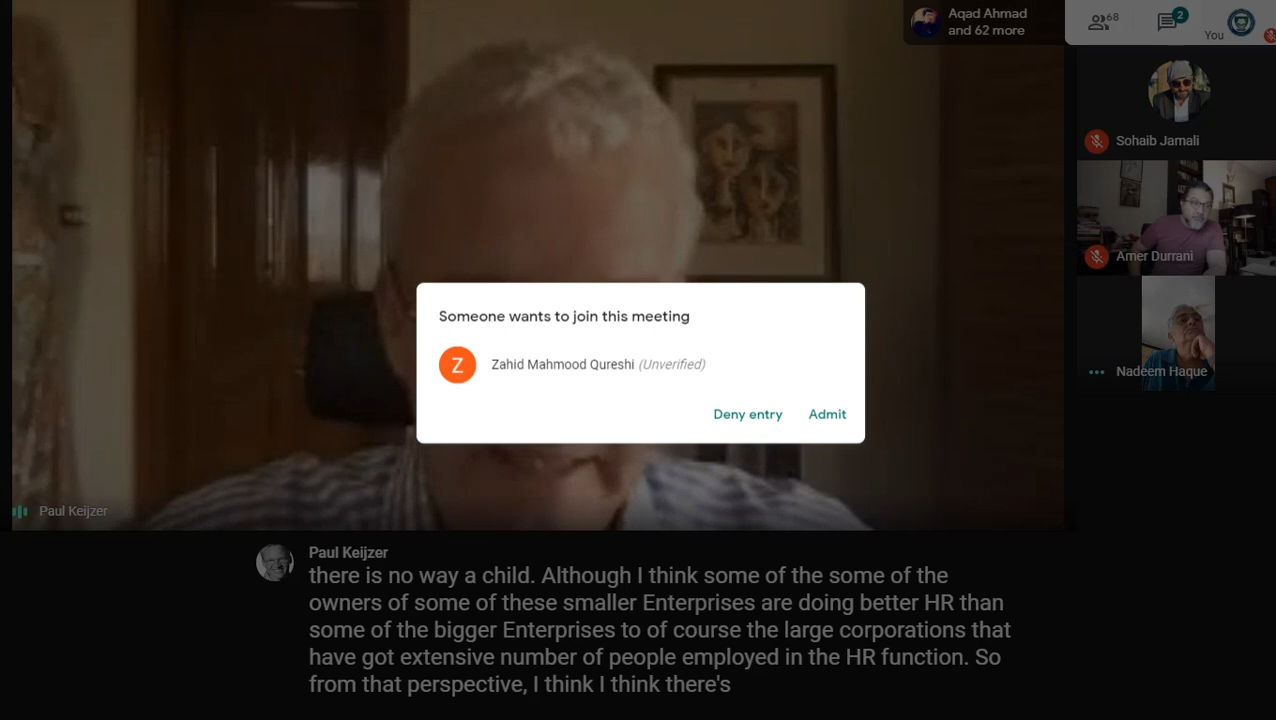 Aqad Ahmad
and 62 more
68
2
You
Sohaib Jamali
Amer Durrani
Nadeem Haque
Someone wants to join this meeting
Z
Zahid Mahmood Qureshi (Unverified)
Deny entry
Admit
Paul Keijzer
Paul Keijzer
there is no way a child. Although I think some of the some of the
owners of some of these smaller Enterprises are doing better HR than
some of the bigger Enterprises to of course the large corporations that
have got extensive number of people employed in the HR function. So
from that perspective, I think I think there's